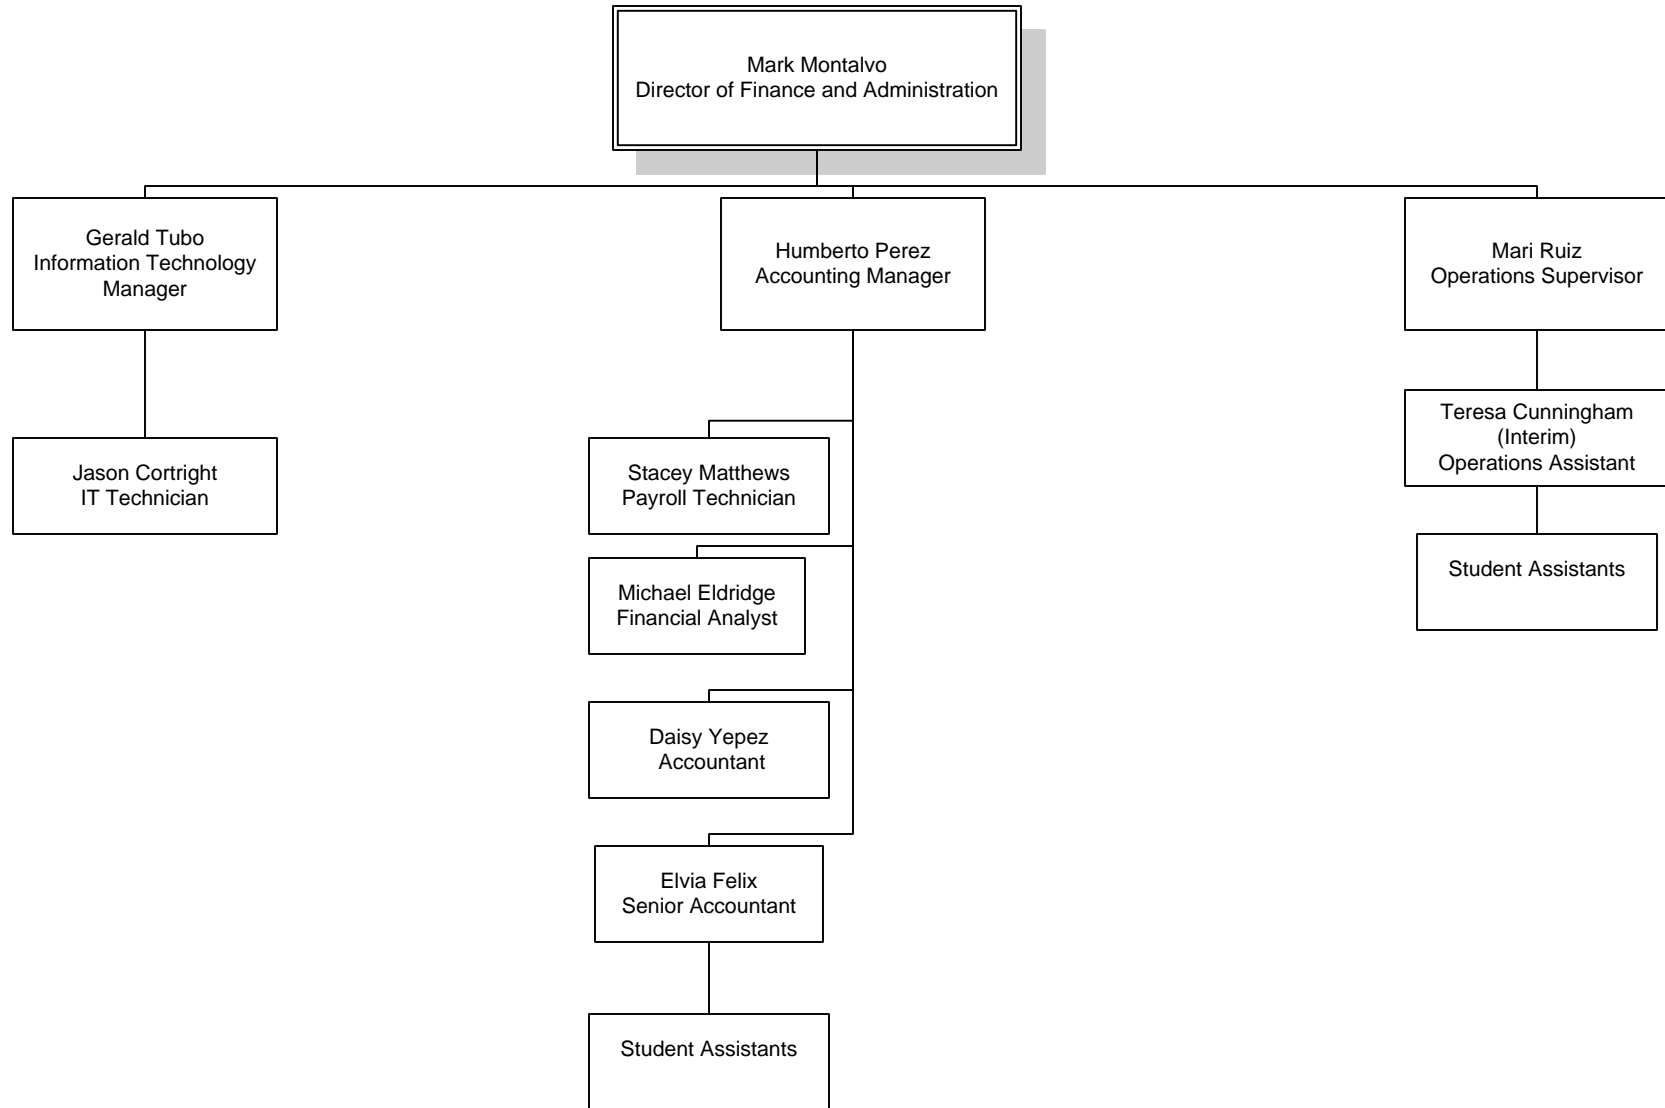 Mark Montalvo
Director of Finance and Administration
Gerald Tubo
Information Technology
Manager
Humberto Perez
Accounting Manager
Mari Ruiz
Operations Supervisor
Jason Cortright
IT Technician
Stacey Matthews
Payroll Technician
Teresa Cunningham
(Interim)
Operations Assistant
Michael Eldridge
Financial Analyst
Student Assistants
Daisy Yepez
Accountant
Elvia Felix
Senior Accountant
Student Assistants